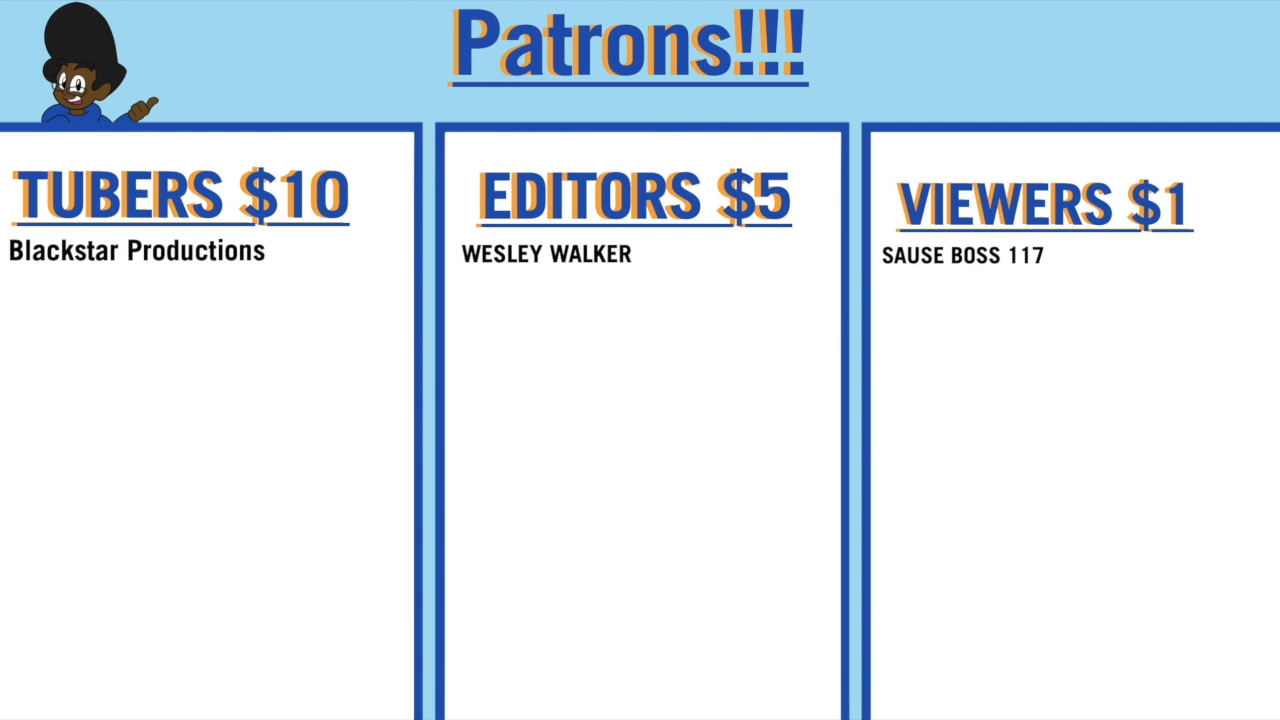 Patrons!!!
TUBERS $10
Blackstar Productions
EDITORS $5
WESLEY WALKER
VIEWERS $1
SAUSE BOSS 117